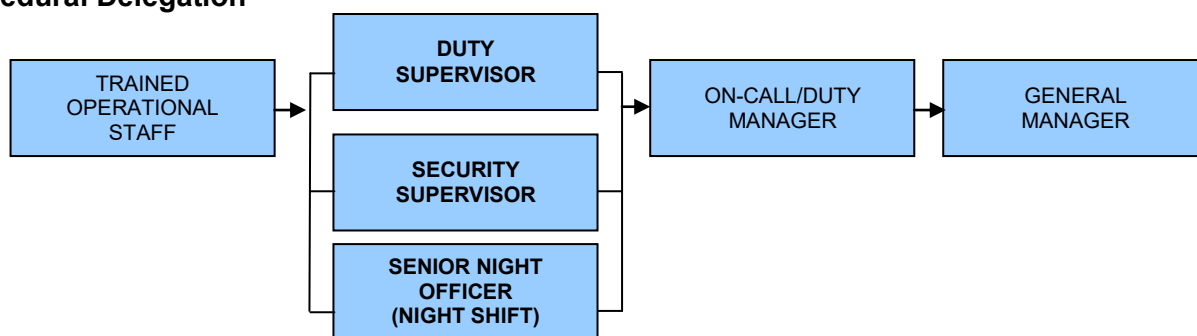 edural Delegation
TRAINED
OPERATIONAL
STAFF
DUTY
SUPERVISOR
SECURITY
SUPERVISOR
SENIOR NIGHT
OFFICER
(NIGHT SHIFT)
ON-CALL/DUTY
MANAGER
GENERAL
MANAGER